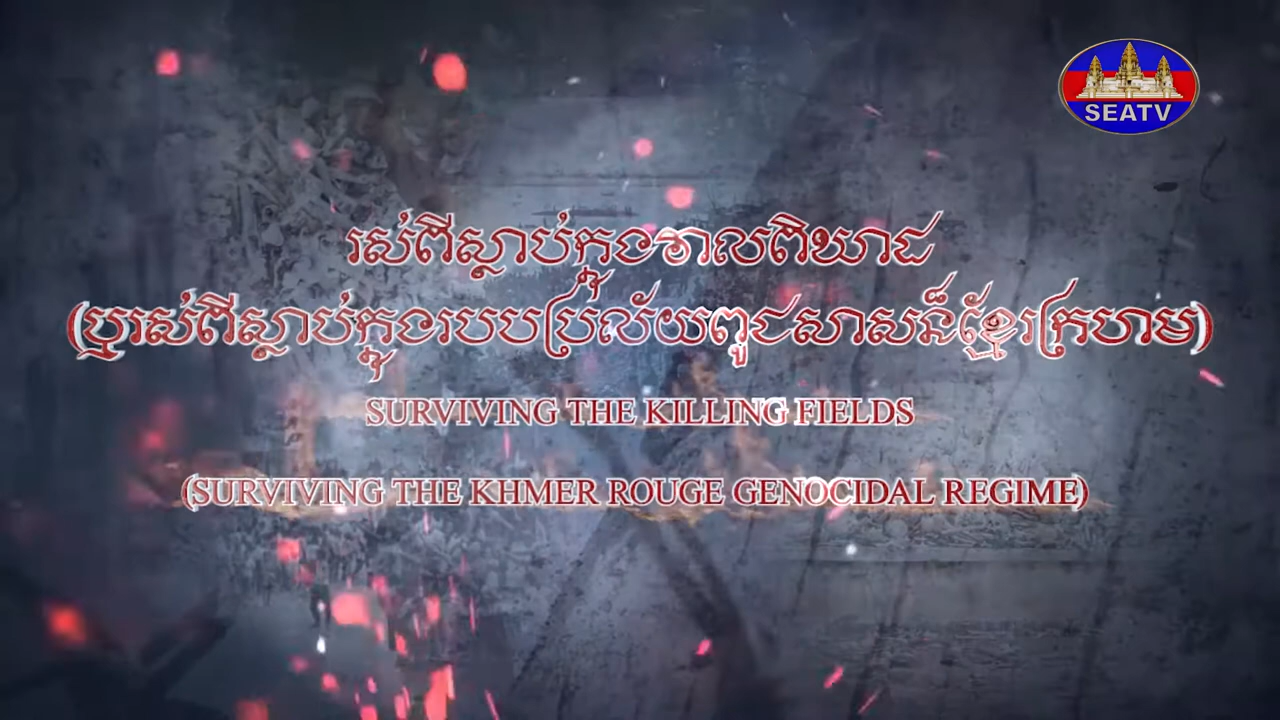 SEATV
រស់ពីស្លាប់ក្នុងវាលពិឃាដ
(ឬរស់ពីស្លាប់ក្នុងរបបប្រល័យពូជសាសន៍ខ្មែរក្រហម)
SURVIVING THE KILLING FIELDS
(SURVIVING THE KHMER ROUGE GENOCIDAL REGIME)